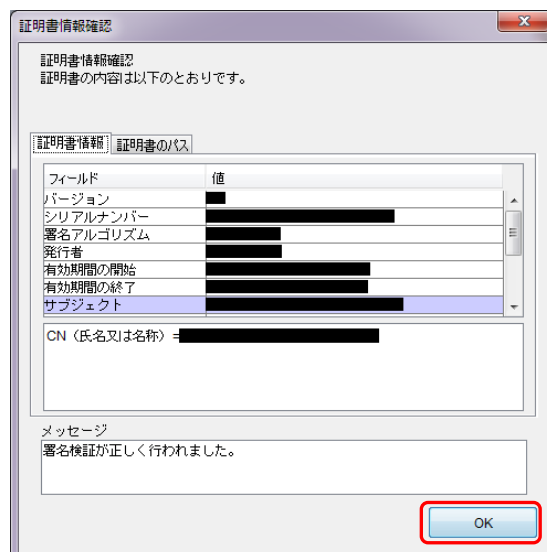 証明書情報確認
証明書情報確認
証明書の内容は以下のとおりです。
証明書情報 証明書のパス
フィールド 値
バージョン
シリアルナンバー
署名アルゴリズム
発行者
有効期間の開始
有効期間の終了
サブジェクト
CN（氏名又は名称）=
メッセージ
署名検証が正しく行われました。
OK